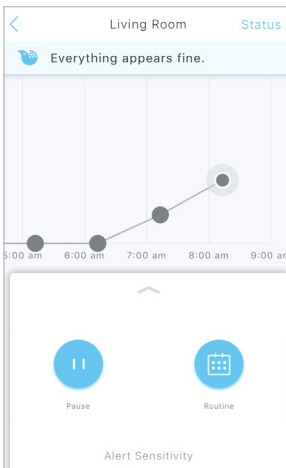 Living Room Status
Everything appears fine.
5:00 am 6:00 am 7:00 am 8:00 am 9:00 am
Pause Routine
Alert Sensitivity